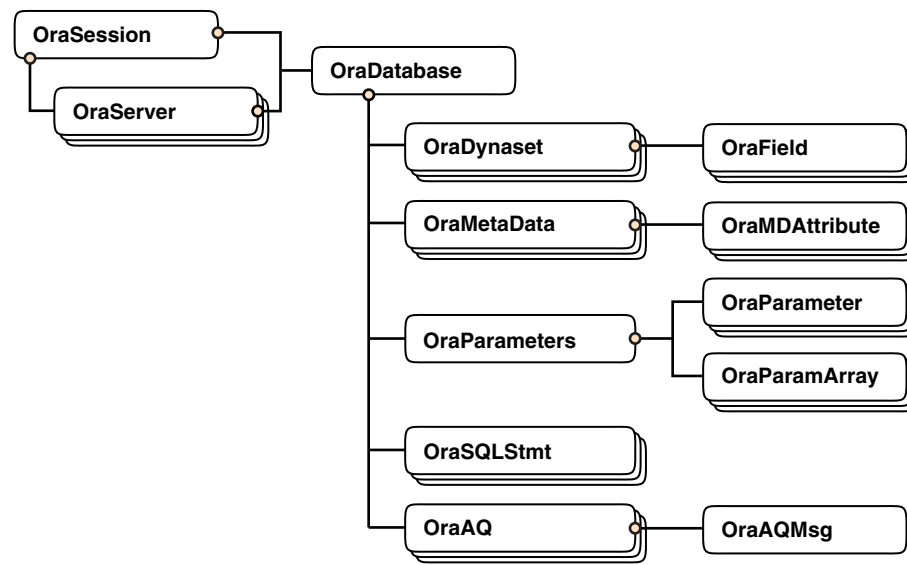 OraSession
OraServer
OraDatabase
OraDynaset
OraField
OraMetaData
OraMDAttribute
OraParameters
OraParameter
OraParamArray
OraSQLStmt
OraAQ
OraAQMsg